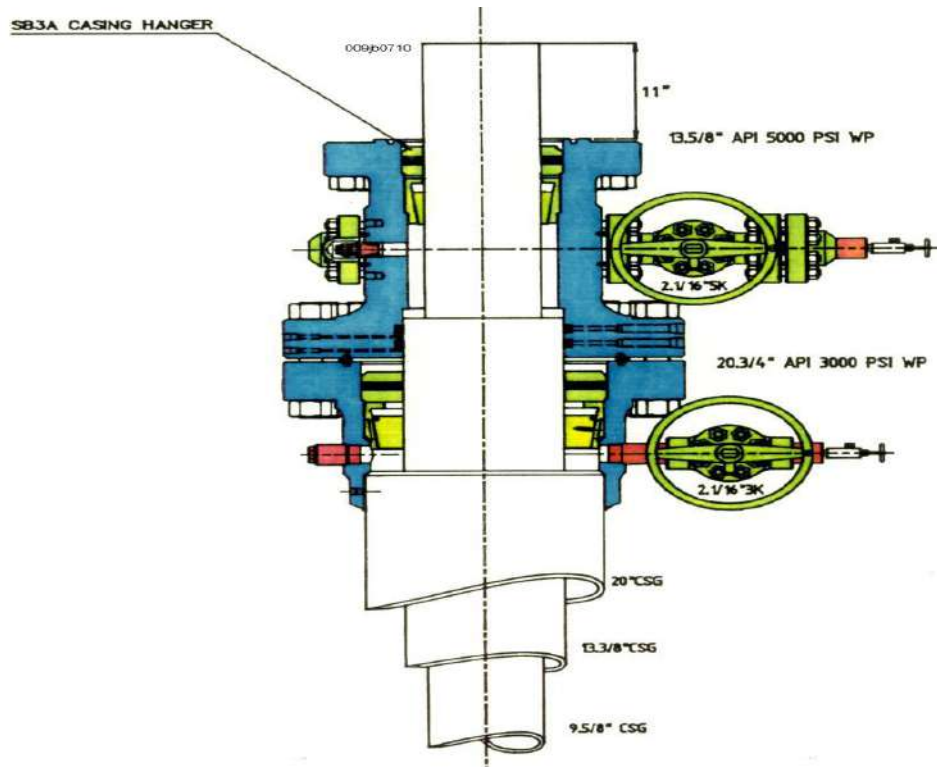 SB3A CASING HANGER
009jb0710
11"
13.5/8" API 5000 PSI WP
2.1/16"5K
20.3/4" API 3000 PSI WP
2.1/16"3K
20"CSG
13.3/8"CSG
9.5/8" CSG